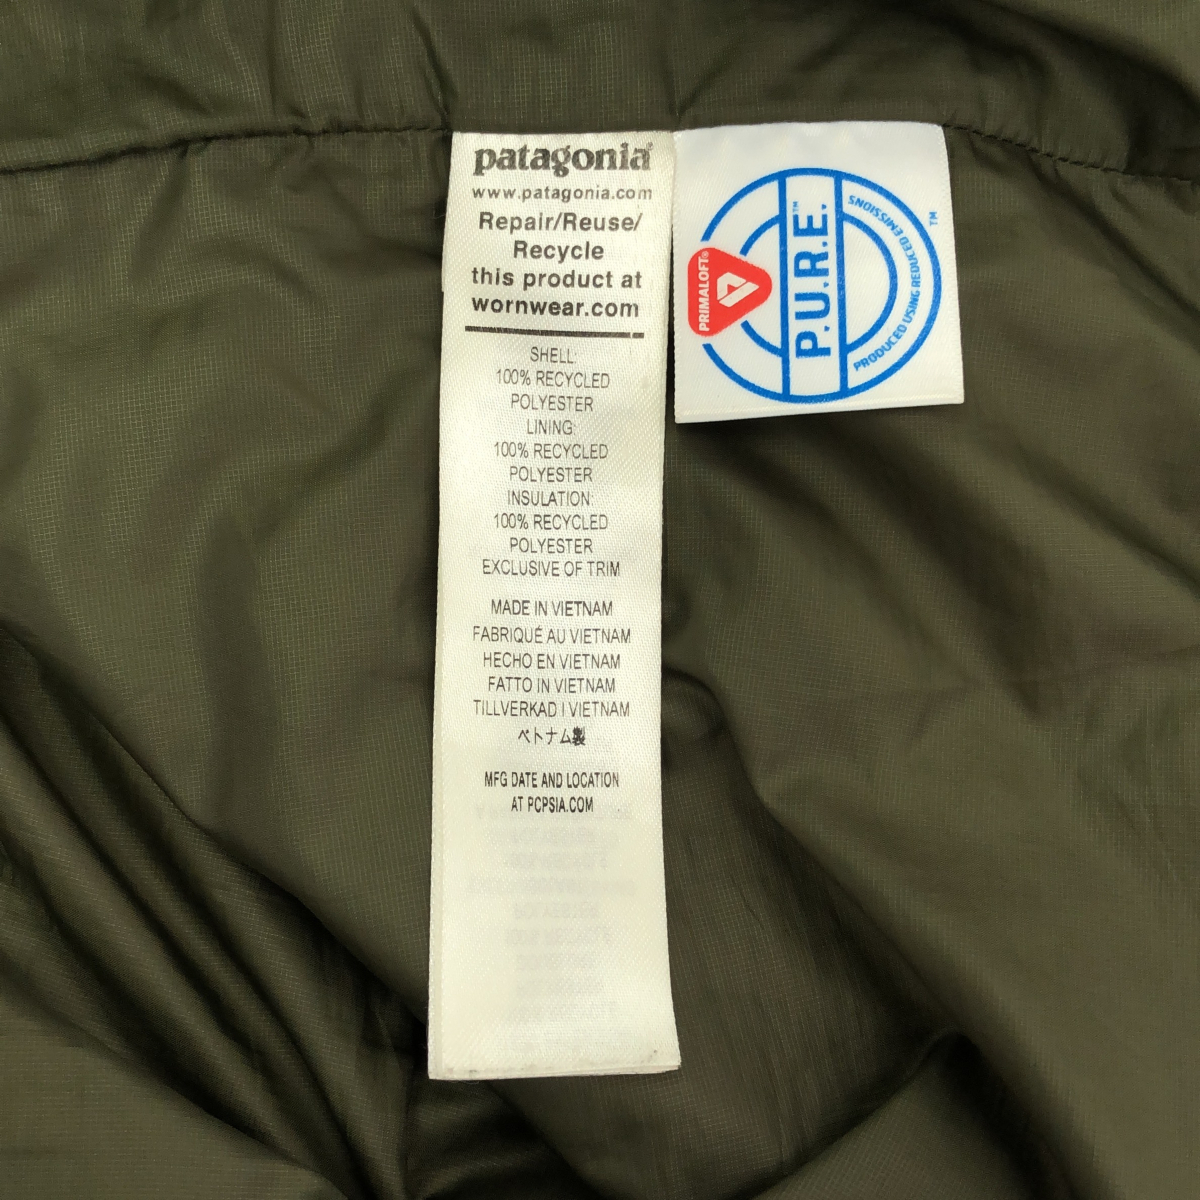 patagonia®
www.patagonia.com
Repair/Reuse/
Recycle
this product at
wornwear.com
SHELL:
100% RECYCLED
POLYESTER
LINING:
100% RECYCLED
POLYESTER
INSULATION:
100% RECYCLED
POLYESTER
EXCLUSIVE OF TRIM
MADE IN VIETNAM
FABRIQUÉ AU VIETNAM
HECHO EN VIETNAM
FATTO IN VIETNAM
TILLVERKAD I VIETNAM
ベトナム製
MFG DATE AND LOCATION
AT PCPSIA.COM
PRIMALOFT®
P.U.R.E.™
PRODUCED USING REDUCED EMISSIONS
™